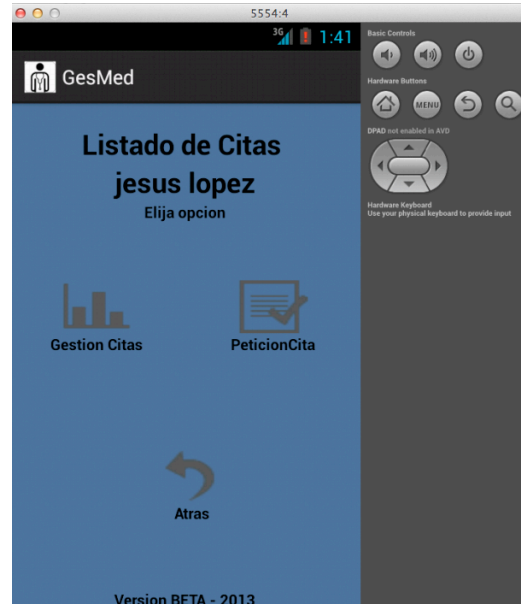 5554:4
3G 1:41
GesMed
Listado de Citas
jesus lopez
Elija opcion
Gestion Citas
PeticionCita
Atras
Version BETA - 2013
Basic Controls
Hardware Buttons
MENU
DPAD not enabled in AVD
Hardware Keyboard
Use your physical keyboard to provide input